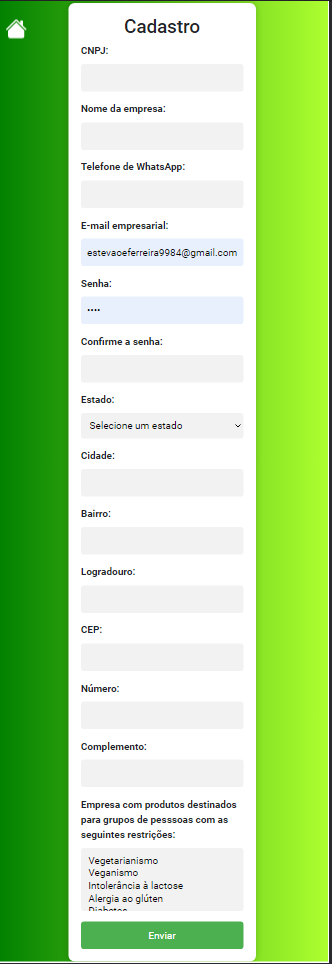 Cadastro
CNPJ:
Nome da empresa:
Telefone de WhatsApp:
E-mail empresarial:
estevaoeferreira9984@gmail.com
Senha:
••••
Confirme a senha:
Estado:
Selecione um estado
Cidade:
Bairro:
Logradouro:
CEP:
Número:
Complemento:
Empresa com produtos destinados
para grupos de pesssoas com as
seguintes restrições:
Vegetarianismo
Veganismo
Intolerância à lactose
Alergia ao glúten
Diabetes
Enviar